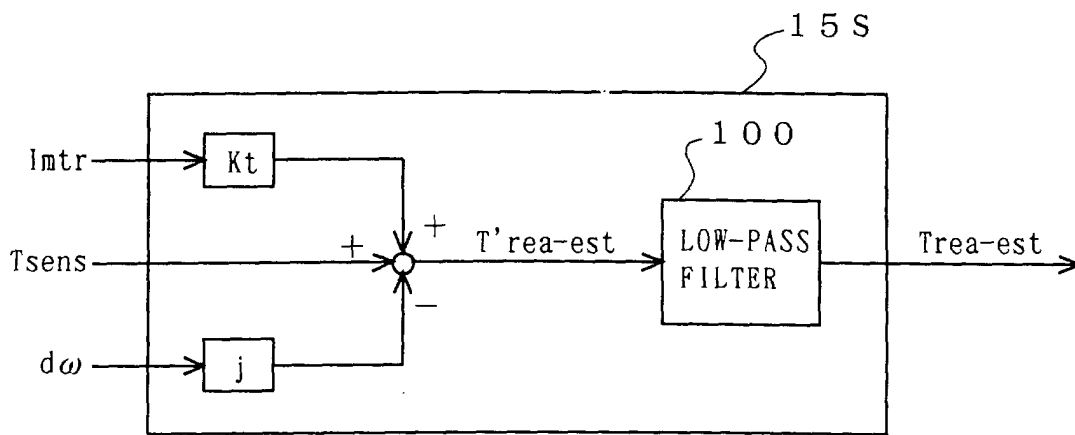 15S
100
Imtr
Kt
+
+
Tsens
T'rea-est
LOW-PASS
FILTER
Trea-est
−
dω
j